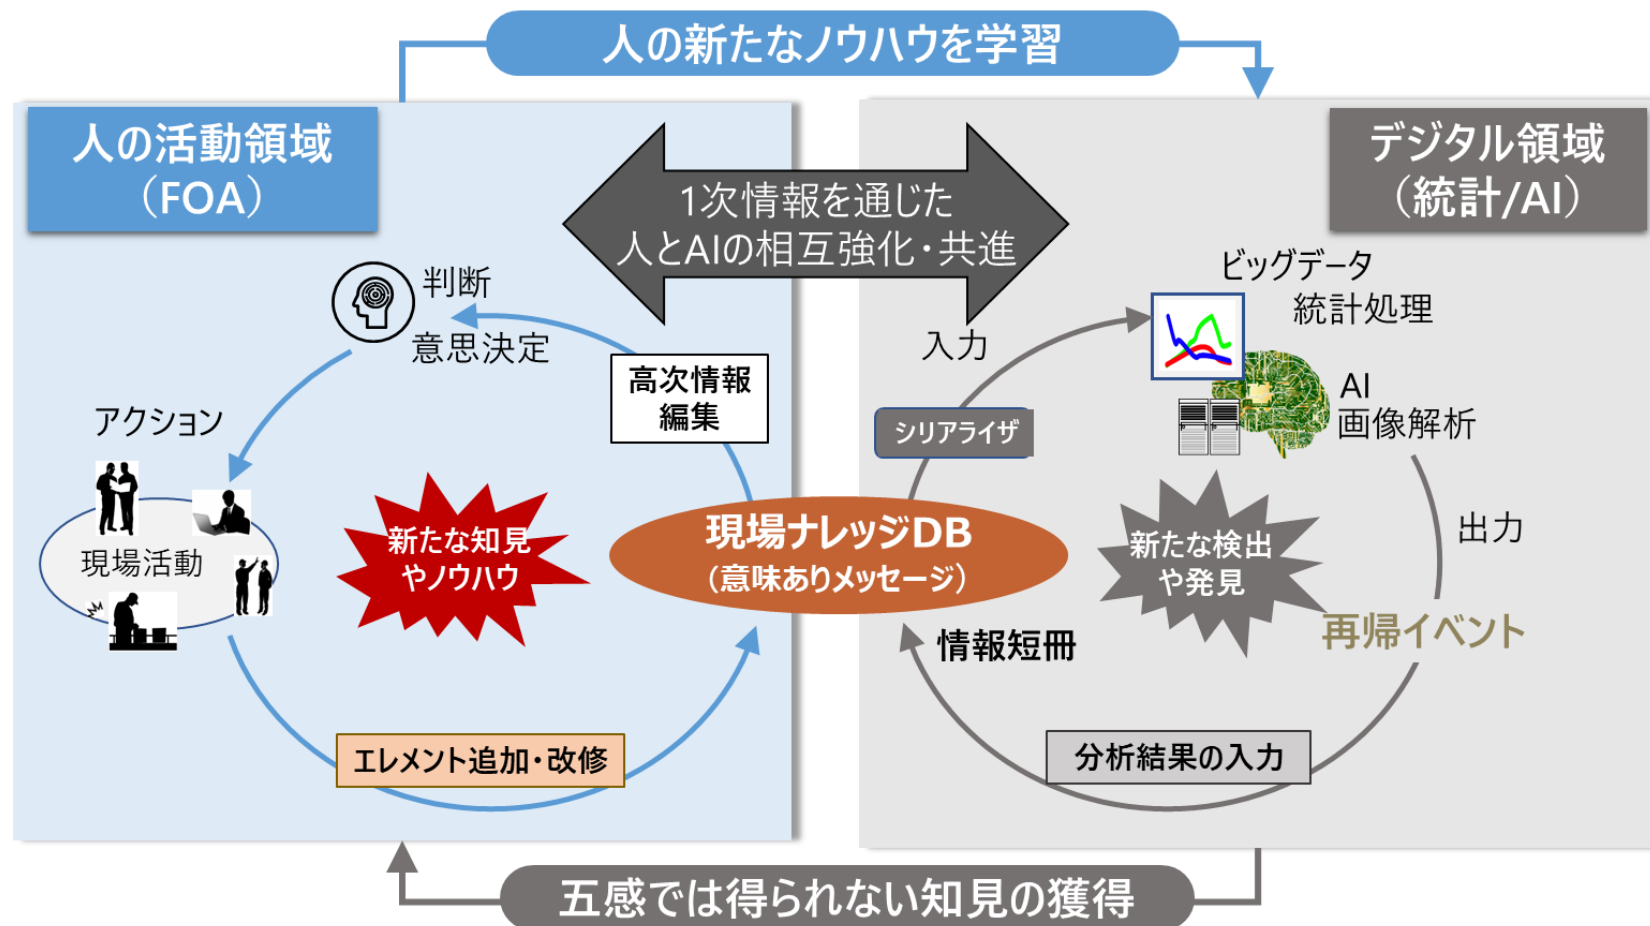 人の新たなノウハウを学習
人の活動領域
（FOA）
デジタル領域
（統計/AI）
1次情報を通じた
人とAIの相互強化・共進
判断
意思決定
高次情報
編集
アクション
現場活動
新たな知見
やノウハウ
エレメント追加・改修
現場ナレッジDB
（意味ありメッセージ）
入力
シリアライザ
ビッグデータ
統計処理
AI
画像解析
新たな検出
や発見
出力
再帰イベント
情報短冊
分析結果の入力
五感では得られない知見の獲得